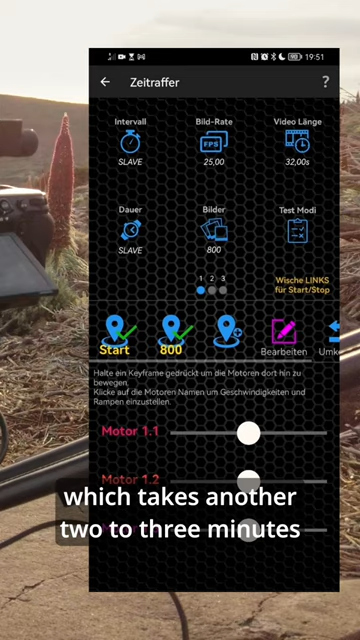 19:51
Zeitraffer
?
Intervall
Bild-Rate
Video Länge
FPS
SLAVE
25,00
32,00s
Dauer
Bilder
Test Modi
SLAVE
800
1 2 3
Wische LINKS
für Start/Stop
Start
800
Bearbeiten
Umk
Halte ein Keyframe gedrückt um die Motoren dort hin zu
bewegen.
Klicke auf die Motoren Namen um Geschwindigkeiten und
Rampen einzustellen.
Motor 1.1
Motor 1.2
which takes another
two to three minutes